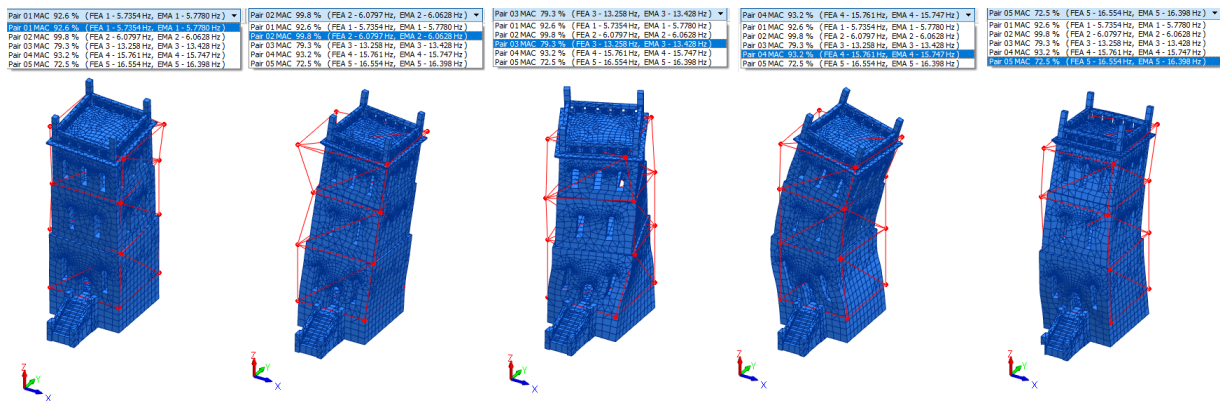 Pair 01 MAC 92.6 % (FEA 1 - 5.7354 Hz, EMA 1 - 5.7780 Hz)
Pair 01 MAC 92.6 % (FEA 1 - 5.7354 Hz, EMA 1 - 5.7780 Hz)
Pair 02 MAC 99.8 % (FEA 2 - 6.0797 Hz, EMA 2 - 6.0628 Hz)
Pair 03 MAC 79.3 % (FEA 3 - 13.258 Hz, EMA 3 - 13.428 Hz)
Pair 04 MAC 93.2 % (FEA 4 - 15.761 Hz, EMA 4 - 15.747 Hz)
Pair 05 MAC 72.5 % (FEA 5 - 16.554 Hz, EMA 5 - 16.398 Hz)
Pair 02 MAC 99.8 % (FEA 2 - 6.0797 Hz, EMA 2 - 6.0628 Hz)
Pair 01 MAC 92.6 % (FEA 1 - 5.7354 Hz, EMA 1 - 5.7780 Hz)
Pair 02 MAC 99.8 % (FEA 2 - 6.0797 Hz, EMA 2 - 6.0628 Hz)
Pair 03 MAC 79.3 % (FEA 3 - 13.258 Hz, EMA 3 - 13.428 Hz)
Pair 04 MAC 93.2 % (FEA 4 - 15.761 Hz, EMA 4 - 15.747 Hz)
Pair 05 MAC 72.5 % (FEA 5 - 16.554 Hz, EMA 5 - 16.398 Hz)
Pair 03 MAC 79.3 % (FEA 3 - 13.258 Hz, EMA 3 - 13.428 Hz)
Pair 01 MAC 92.6 % (FEA 1 - 5.7354 Hz, EMA 1 - 5.7780 Hz)
Pair 02 MAC 99.8 % (FEA 2 - 6.0797 Hz, EMA 2 - 6.0628 Hz)
Pair 03 MAC 79.3 % (FEA 3 - 13.258 Hz, EMA 3 - 13.428 Hz)
Pair 04 MAC 93.2 % (FEA 4 - 15.761 Hz, EMA 4 - 15.747 Hz)
Pair 05 MAC 72.5 % (FEA 5 - 16.554 Hz, EMA 5 - 16.398 Hz)
Pair 04 MAC 93.2 % (FEA 4 - 15.761 Hz, EMA 4 - 15.747 Hz)
Pair 01 MAC 92.6 % (FEA 1 - 5.7354 Hz, EMA 1 - 5.7780 Hz)
Pair 02 MAC 99.8 % (FEA 2 - 6.0797 Hz, EMA 2 - 6.0628 Hz)
Pair 03 MAC 79.3 % (FEA 3 - 13.258 Hz, EMA 3 - 13.428 Hz)
Pair 04 MAC 93.2 % (FEA 4 - 15.761 Hz, EMA 4 - 15.747 Hz)
Pair 05 MAC 72.5 % (FEA 5 - 16.554 Hz, EMA 5 - 16.398 Hz)
Pair 05 MAC 72.5 % (FEA 5 - 16.554 Hz, EMA 5 - 16.398 Hz)
Pair 01 MAC 92.6 % (FEA 1 - 5.7354 Hz, EMA 1 - 5.7780 Hz)
Pair 02 MAC 99.8 % (FEA 2 - 6.0797 Hz, EMA 2 - 6.0628 Hz)
Pair 03 MAC 79.3 % (FEA 3 - 13.258 Hz, EMA 3 - 13.428 Hz)
Pair 04 MAC 93.2 % (FEA 4 - 15.761 Hz, EMA 4 - 15.747 Hz)
Pair 05 MAC 72.5 % (FEA 5 - 16.554 Hz, EMA 5 - 16.398 Hz)
Z
Y
X
Z
Y
X
Z
Y
X
Z
Y
X
Z
Y
X